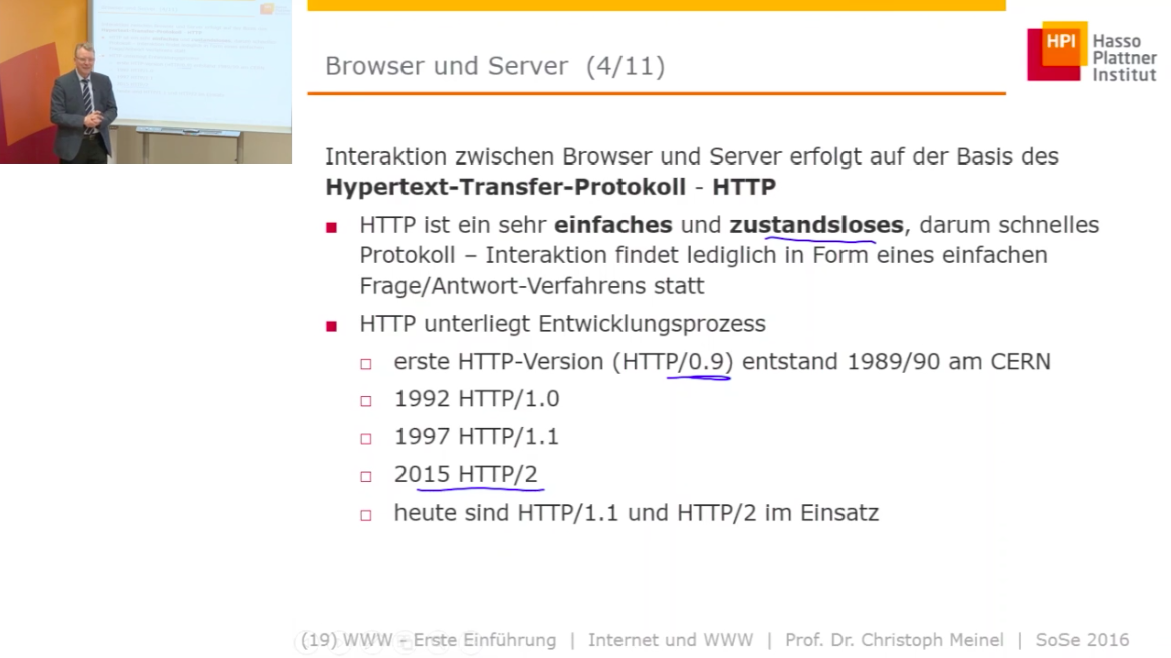 Browser und Server (4/11)
HPI
Hasso
Plattner
Institut
Interaktion zwischen Browser und Server erfolgt auf der Basis des
Hypertext-Transfer-Protokoll - HTTP
HTTP ist ein sehr einfaches und zustandsloses, darum schnelles
Protokoll – Interaktion findet lediglich in Form eines einfachen
Frage/Antwort-Verfahrens statt
HTTP unterliegt Entwicklungsprozess
erste HTTP-Version (HTTP/0.9) entstand 1989/90 am CERN
1992 HTTP/1.0
1997 HTTP/1.1
2015 HTTP/2
heute sind HTTP/1.1 und HTTP/2 im Einsatz
(19) WWW – Erste Einführung | Internet und WWW | Prof. Dr. Christoph Meinel | SoSe 2016